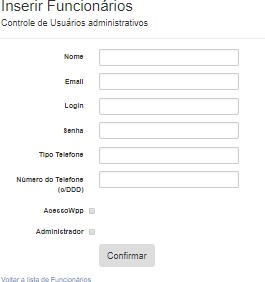 Inserir Funcionários
Controle de Usuários administrativos
Nome
Email
Login
Senha
Tipo Telefone
Número do Telefone
(c/DDD)
AcessoWpp
Administrador
Confirmar
Voltar a lista de Funcionários